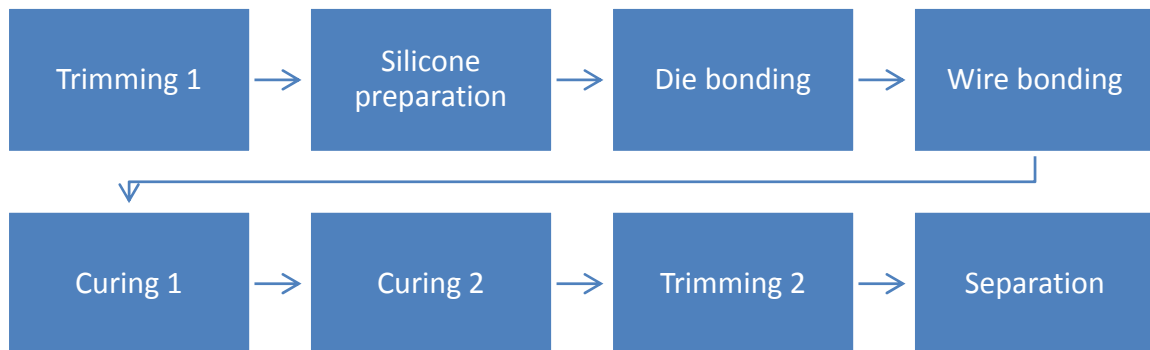 Trimming 1
Silicone
preparation
Die bonding
Wire bonding
Curing 1
Curing 2
Trimming 2
Separation